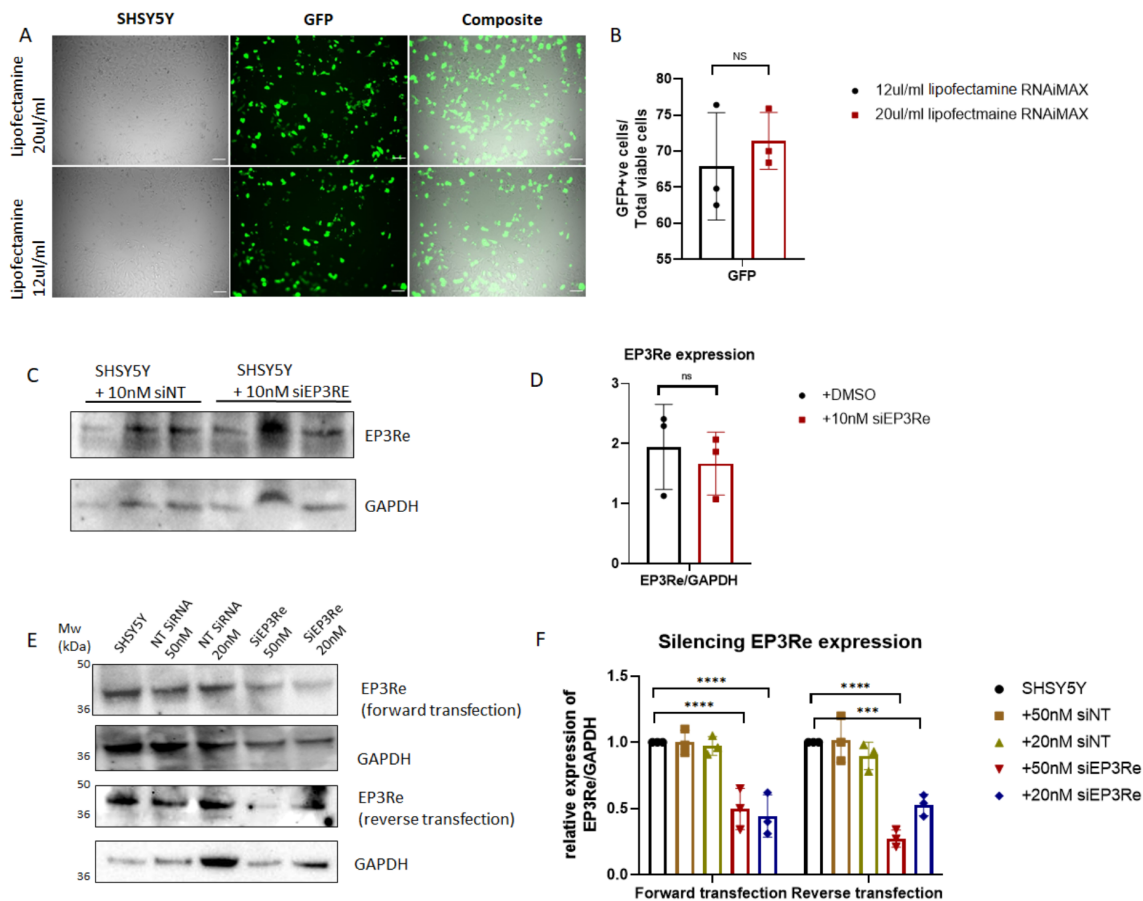 A
SHSY5Y
GFP
Composite
Lipofectamine
20ul/ml
Lipofectamine
12ul/ml
B
NS
80
75
70
65
60
55
GFP+ve cells/
Total viable cells
GFP
12ul/ml lipofectamine RNAiMAX
20ul/ml lipofectmaine RNAiMAX
C
SHSY5Y
+ 10nM siNT
SHSY5Y
+ 10nM siEP3RE
EP3Re
GAPDH
D
EP3Re expression
ns
3
2
1
0
EP3Re/GAPDH
+DMSO
+10nM siEP3Re
E
Mw
(kDa)
SHSY5Y
NT SiRNA
50nM
NT SiRNA
20nM
SiEP3Re
50nM
SiEP3Re
20nM
50
36
EP3Re
(forward transfection)
36
GAPDH
50
36
EP3Re
(reverse transfection)
36
GAPDH
F
Silencing EP3Re expression
relative expression of
EP3Re/GAPDH
1.5
1.0
0.5
0.0
****
****
****
***
Forward transfection
Reverse transfection
SHSY5Y
+50nM siNT
+20nM siNT
+50nM siEP3Re
+20nM siEP3Re